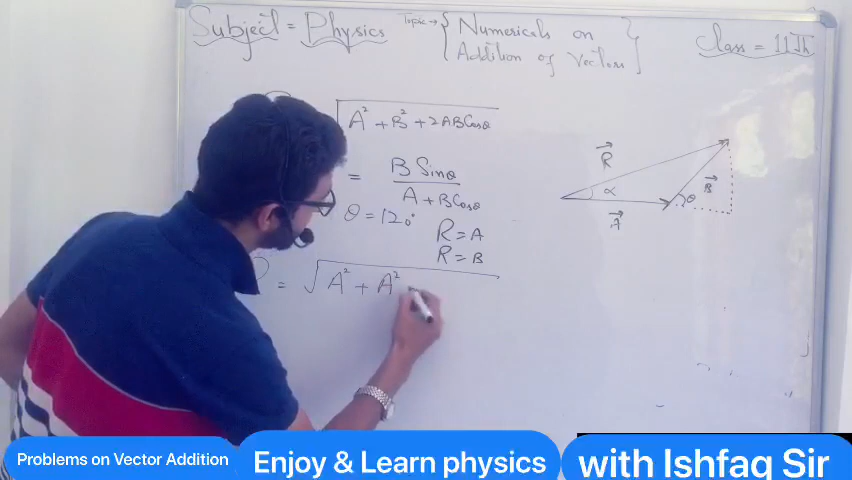 Subject = Physics
Topic → { Numericals on
Addition of Vectors }
Class = 11Th
√A² + B² + 2ABCosθ
= B Sinθ
A + BCosθ
θ = 120°
R = A
R = B
= √A² + A²
R
α
B
θ
A
Problems on Vector Addition
Enjoy & Learn physics
with Ishfaq Sir